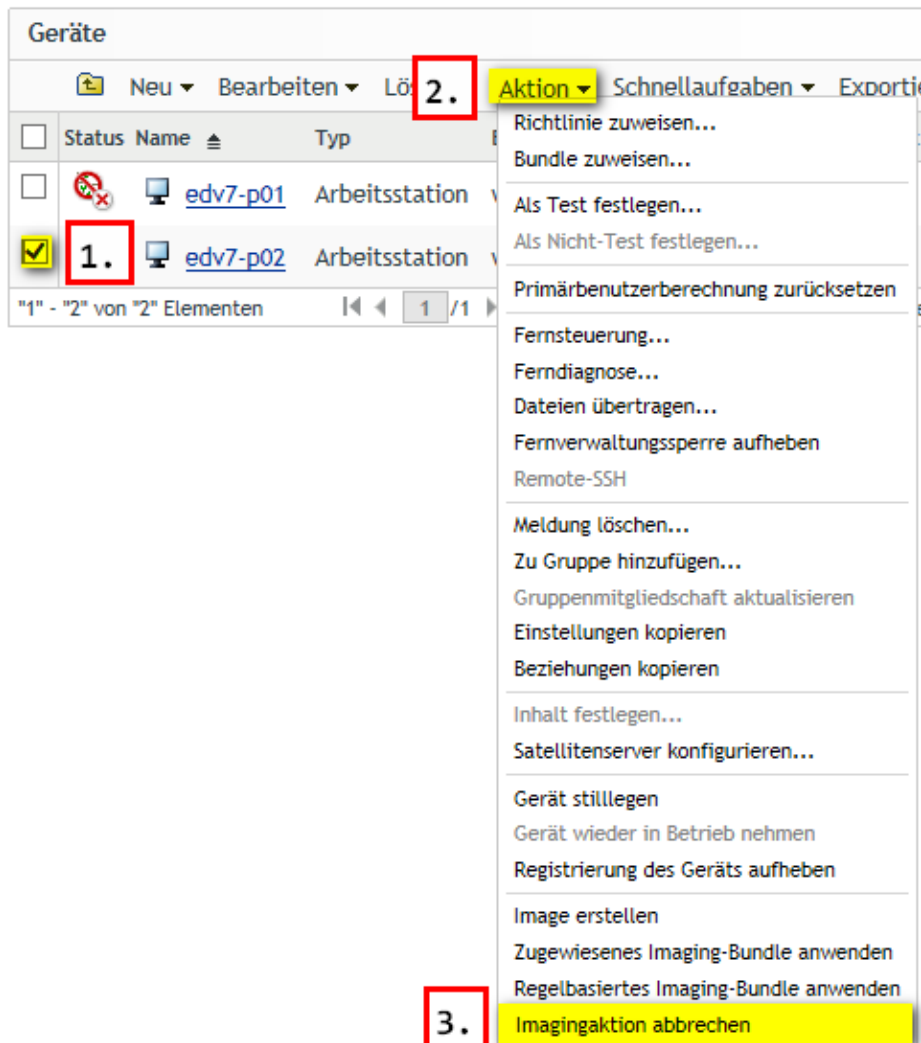 Geräte
Neu Bearbeiten 2. Aktion Schnellaufgaben
Status Name Typ
edv7-p01 Arbeitsstation
1. edv7-p02 Arbeitsstation
"1" - "2" von "2" Elementen 1 /1
Richtlinie zuweisen...
Bundle zuweisen...
Als Test festlegen...
Als Nicht-Test festlegen...
Primärbenutzerberechnung zurücksetzen
Fernsteuerung...
Ferndiagnose...
Dateien übertragen...
Fernverwaltungssperre aufheben
Remote-SSH
Meldung löschen...
Zu Gruppe hinzufügen...
Gruppenmitgliedschaft aktualisieren
Einstellungen kopieren
Beziehungen kopieren
Inhalt festlegen...
Satellitenserver konfigurieren...
Gerät stilllegen
Gerät wieder in Betrieb nehmen
Registrierung des Geräts aufheben
Image erstellen
Zugewiesenes Imaging-Bundle anwenden
Regelbasiertes Imaging-Bundle anwenden
3. Imagingaktion abbrechen